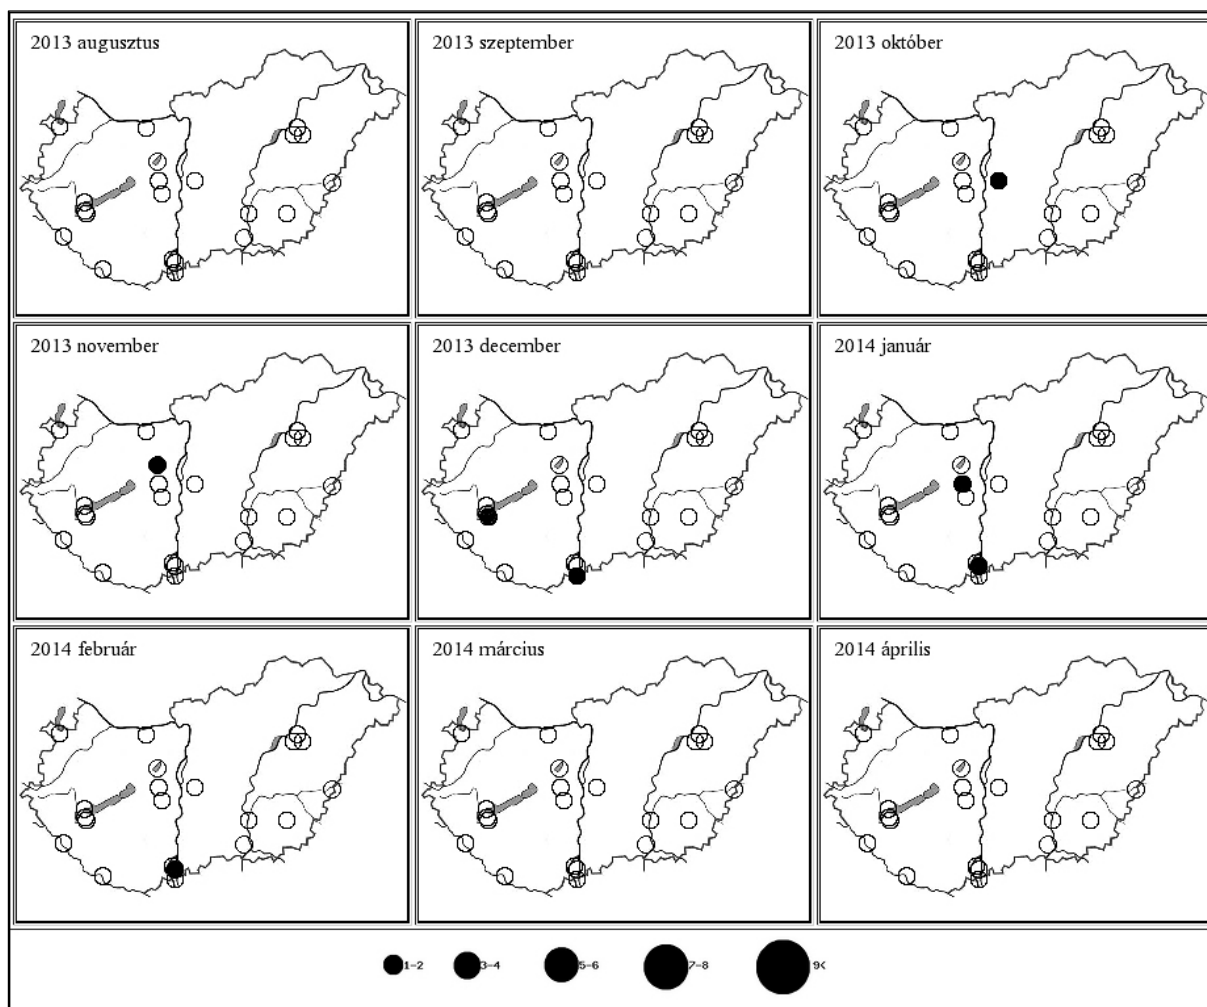 2013 augusztus
2013 szeptember
2013 október
2013 november
2013 december
2014 január
2014 február
2014 március
2014 április
1-2
3-4
5-6
7-8
9<